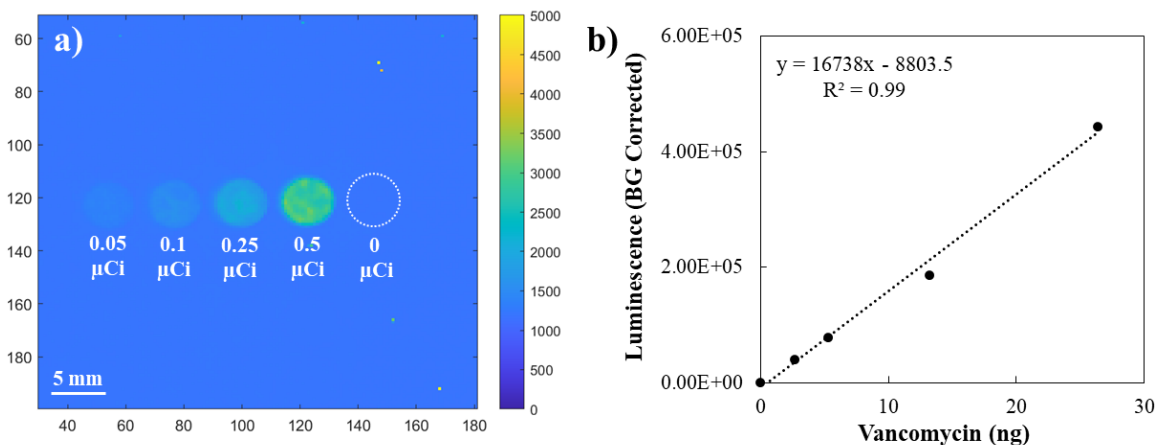 a)
60
80
100
120
140
160
180
40 60 80 100 120 140 160 180
0.05 0.1 0.25 0.5 0
μCi μCi μCi μCi μCi
5 mm
5000
4500
4000
3500
3000
2500
2000
1500
1000
500
0
b)
6.00E+05
4.00E+05
2.00E+05
0.00E+00
y = 16738x - 8803.5
R² = 0.99
Luminescence (BG Corrected)
0 10 20 30
Vancomycin (ng)